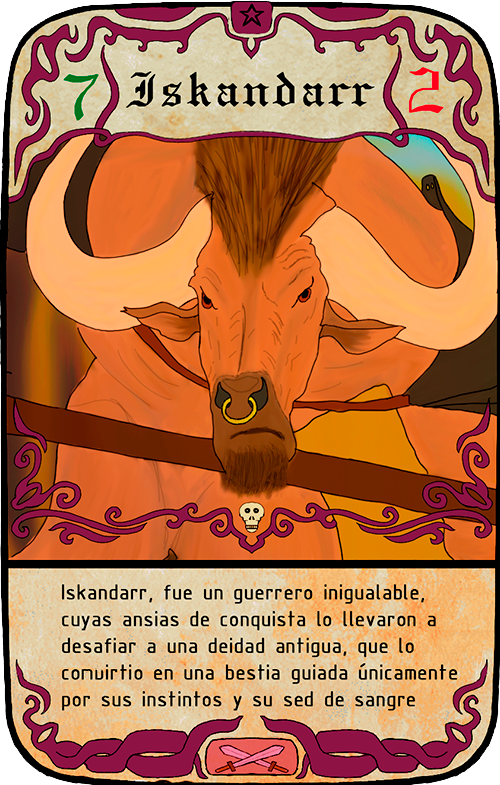 7 Iskandarr 2
Iskandarr, fue un guerrero inigualable,
cuyas ansias de conquista lo llevaron a
desafiar a una deidad antigua, que lo
convirtio en una bestia guiada únicamente
por sus instintos y su sed de sangre